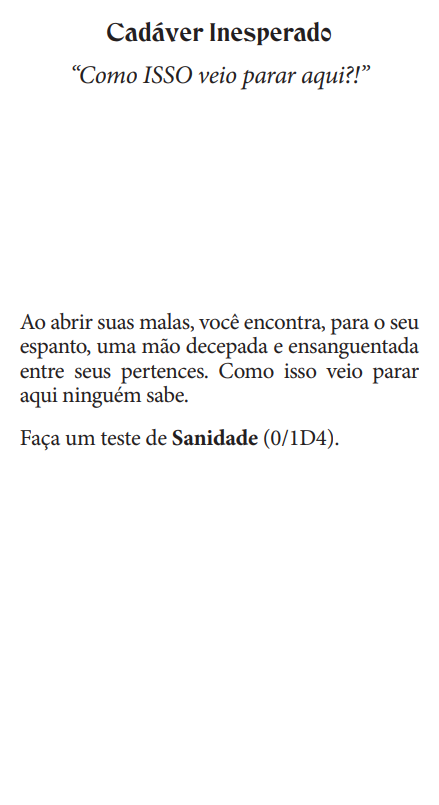 Cadáver Inesperado
“Como ISSO veio parar aqui?!”
Ao abrir suas malas, você encontra, para o seu
espanto, uma mão decepada e ensanguentada
entre seus pertences. Como isso veio parar
aqui ninguém sabe.
Faça um teste de Sanidade (0/1D4).